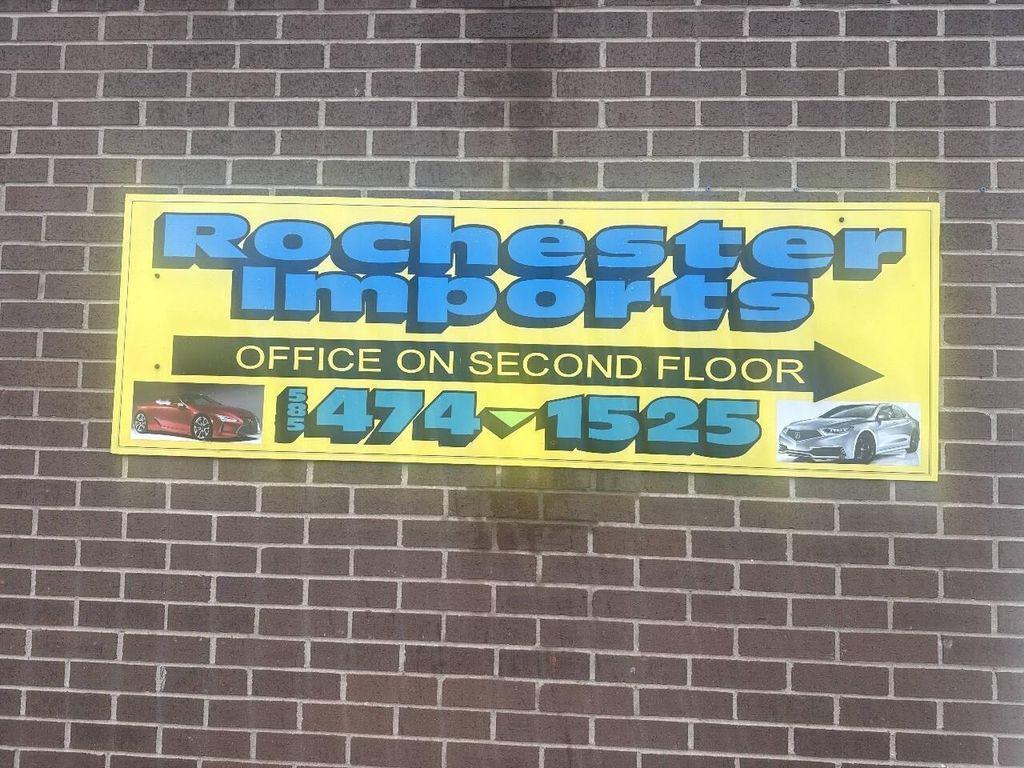 Rochester
Imports
OFFICE ON SECOND FLOOR
585 474 1525